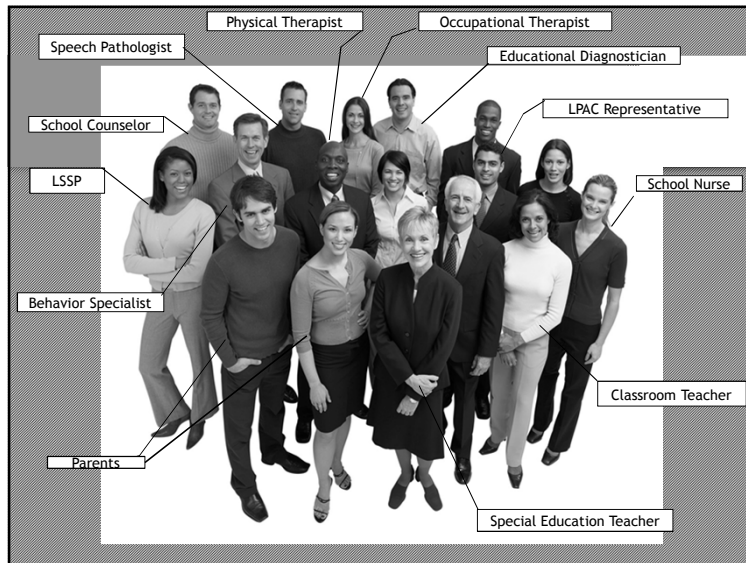 Physical Therapist
Occupational Therapist
Speech Pathologist
Educational Diagnostician
LPAC Representative
School Counselor
LSSP
School Nurse
Behavior Specialist
Classroom Teacher
Parents
Special Education Teacher